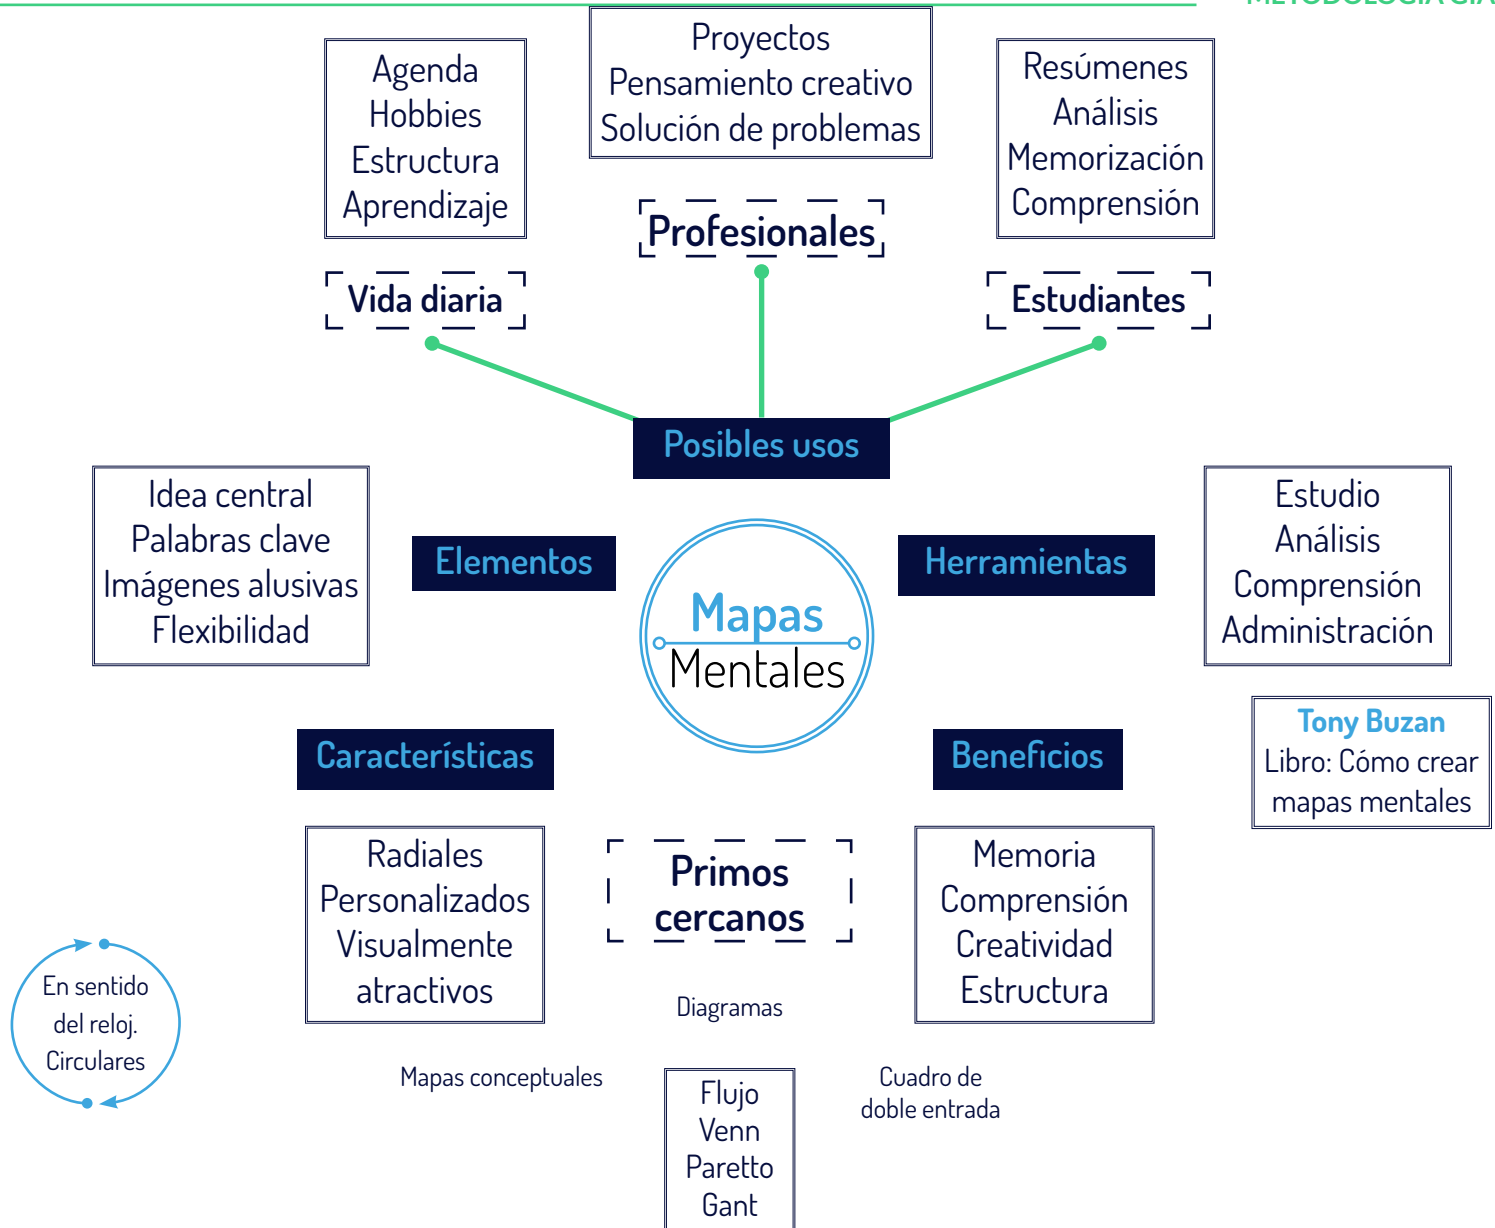 Agenda
Hobbies
Estructura
Aprendizaje
Proyectos
Pensamiento creativo
Solución de problemas
Resúmenes
Análisis
Memorización
Comprensión
Vida diaria
Profesionales
Estudiantes
Posibles usos
Idea central
Palabras clave
Imágenes alusivas
Flexibilidad
Elementos
Mapas
Mentales
Herramientas
Estudio
Análisis
Comprensión
Administración
Tony Buzan
Libro: Cómo crear
mapas mentales
Características
Beneficios
Radiales
Personalizados
Visualmente
atractivos
Primos
cercanos
Memoria
Comprensión
Creatividad
Estructura
En sentido
del reloj.
Circulares
Diagramas
Mapas conceptuales
Cuadro de
doble entrada
Flujo
Venn
Paretto
Gant